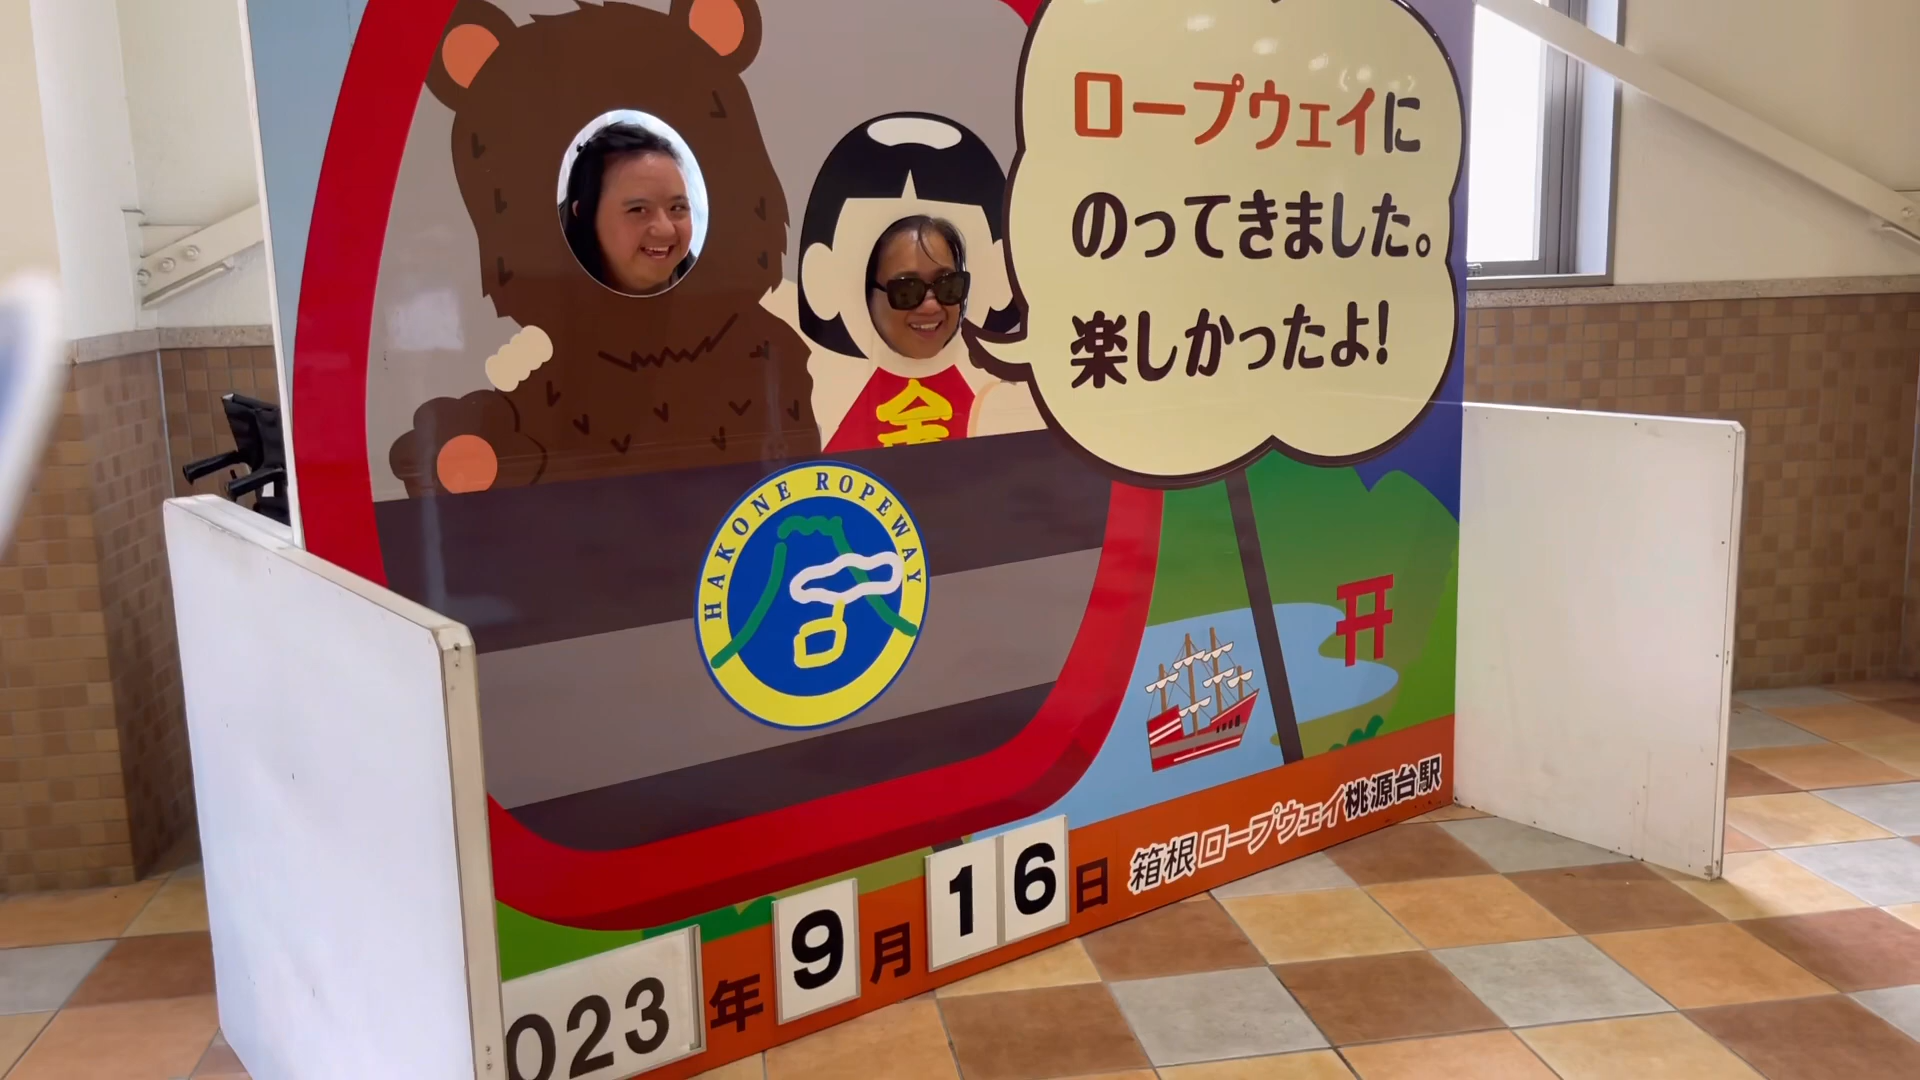 ロープウェイに
のってきました。
楽しかったよ!
金
HAKONE ROPEWAY
箱根ロープウェイ桃源台駅
023年9月16日